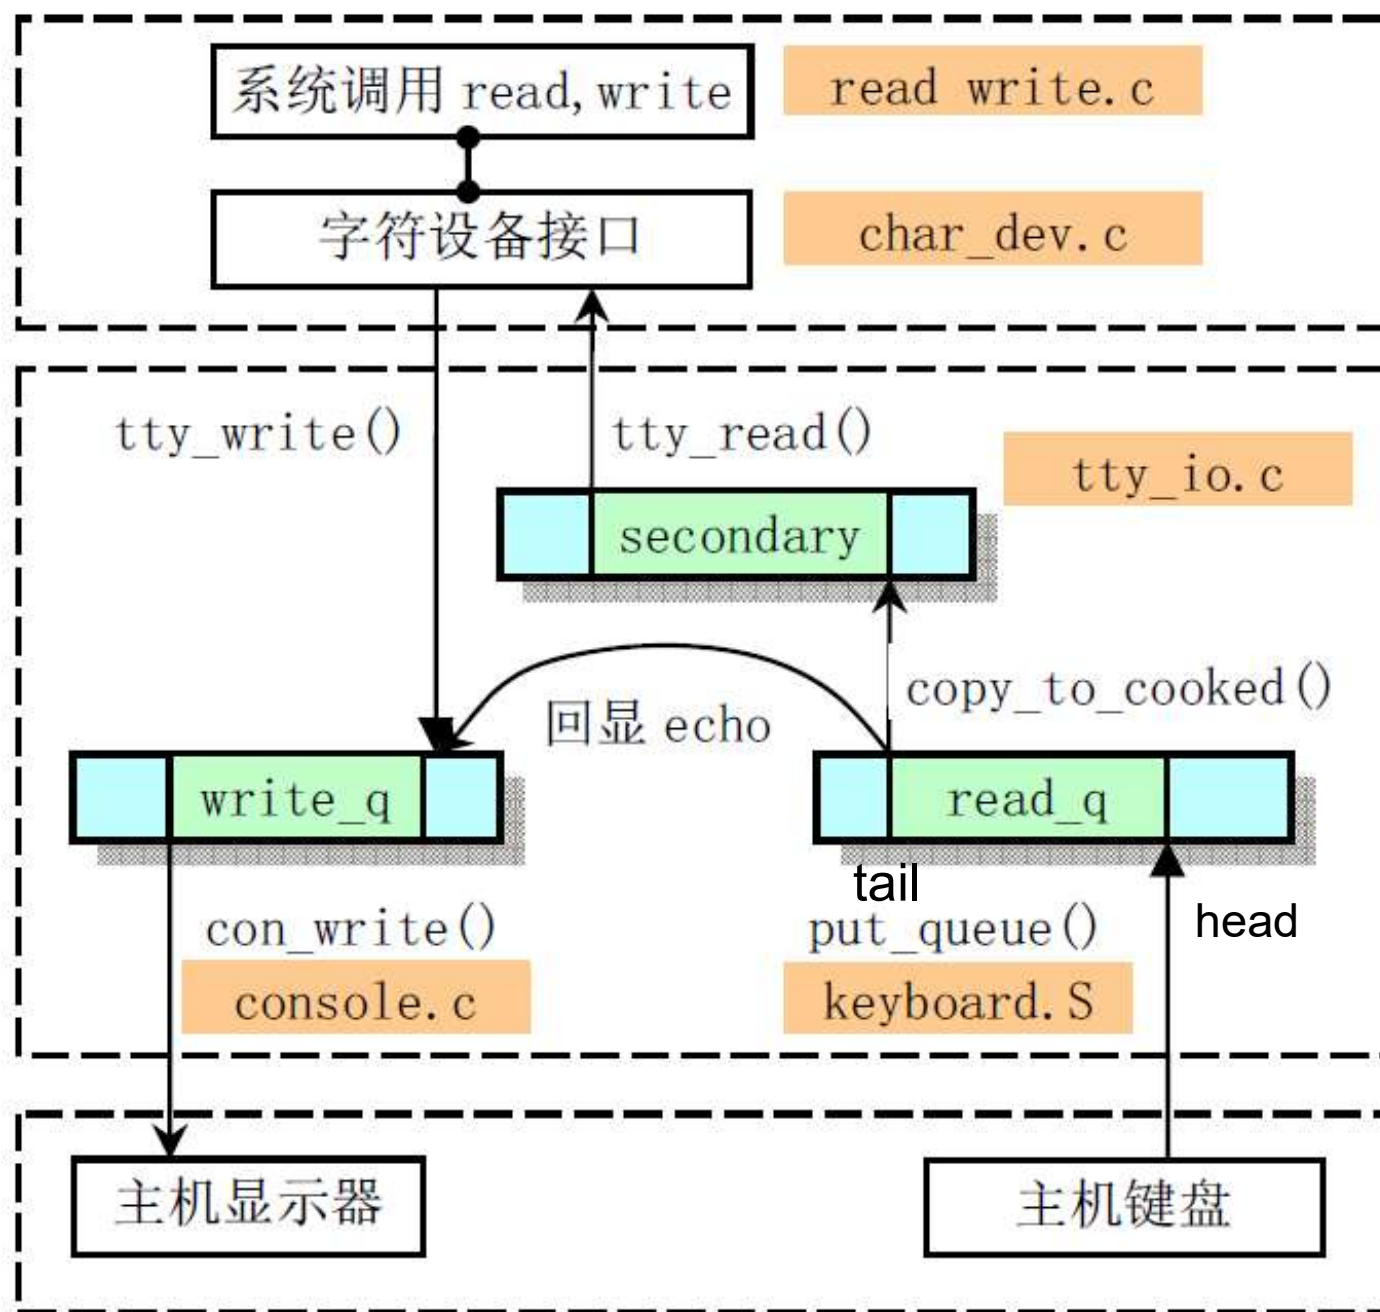 系统调用 read,write
read write.c
字符设备接口
char_dev.c
tty_write()
tty_read()
tty_io.c
secondary
copy_to_cooked()
回显 echo
write_q
read_q
tail
head
con_write()
put_queue()
console.c
keyboard.S
主机显示器
主机键盘